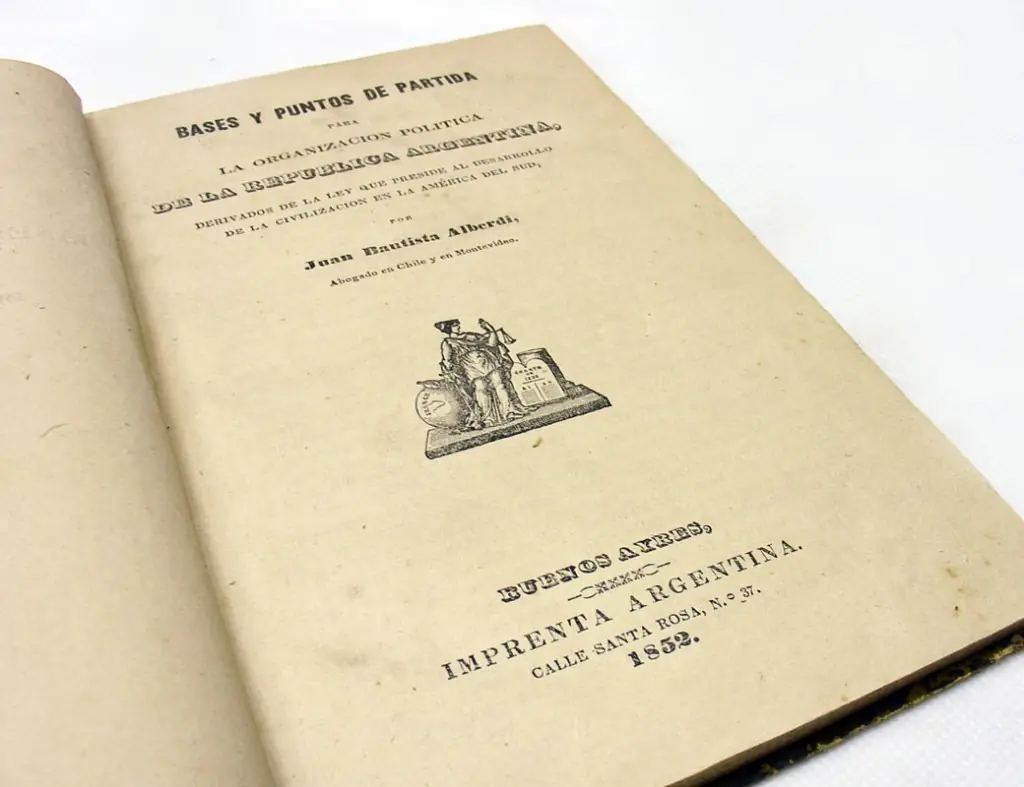 BASES Y PUNTOS DE PARTIDA
PARA
LA ORGANIZACION POLITICA
DE LA REPUBLICA ARGENTINA,
DERIVADOS DE LA LEY QUE PRESIDE AL DESARROLLO
DE LA CIVILIZACION EN LA AMÉRICA DEL SUD,
POR
Juan Bautista Alberdi,
Abogado en Chile y en Montevideo.
BUENOS AYRES,
IMPRENTA ARGENTINA.
CALLE SANTA ROSA, N.º 37.
1852.